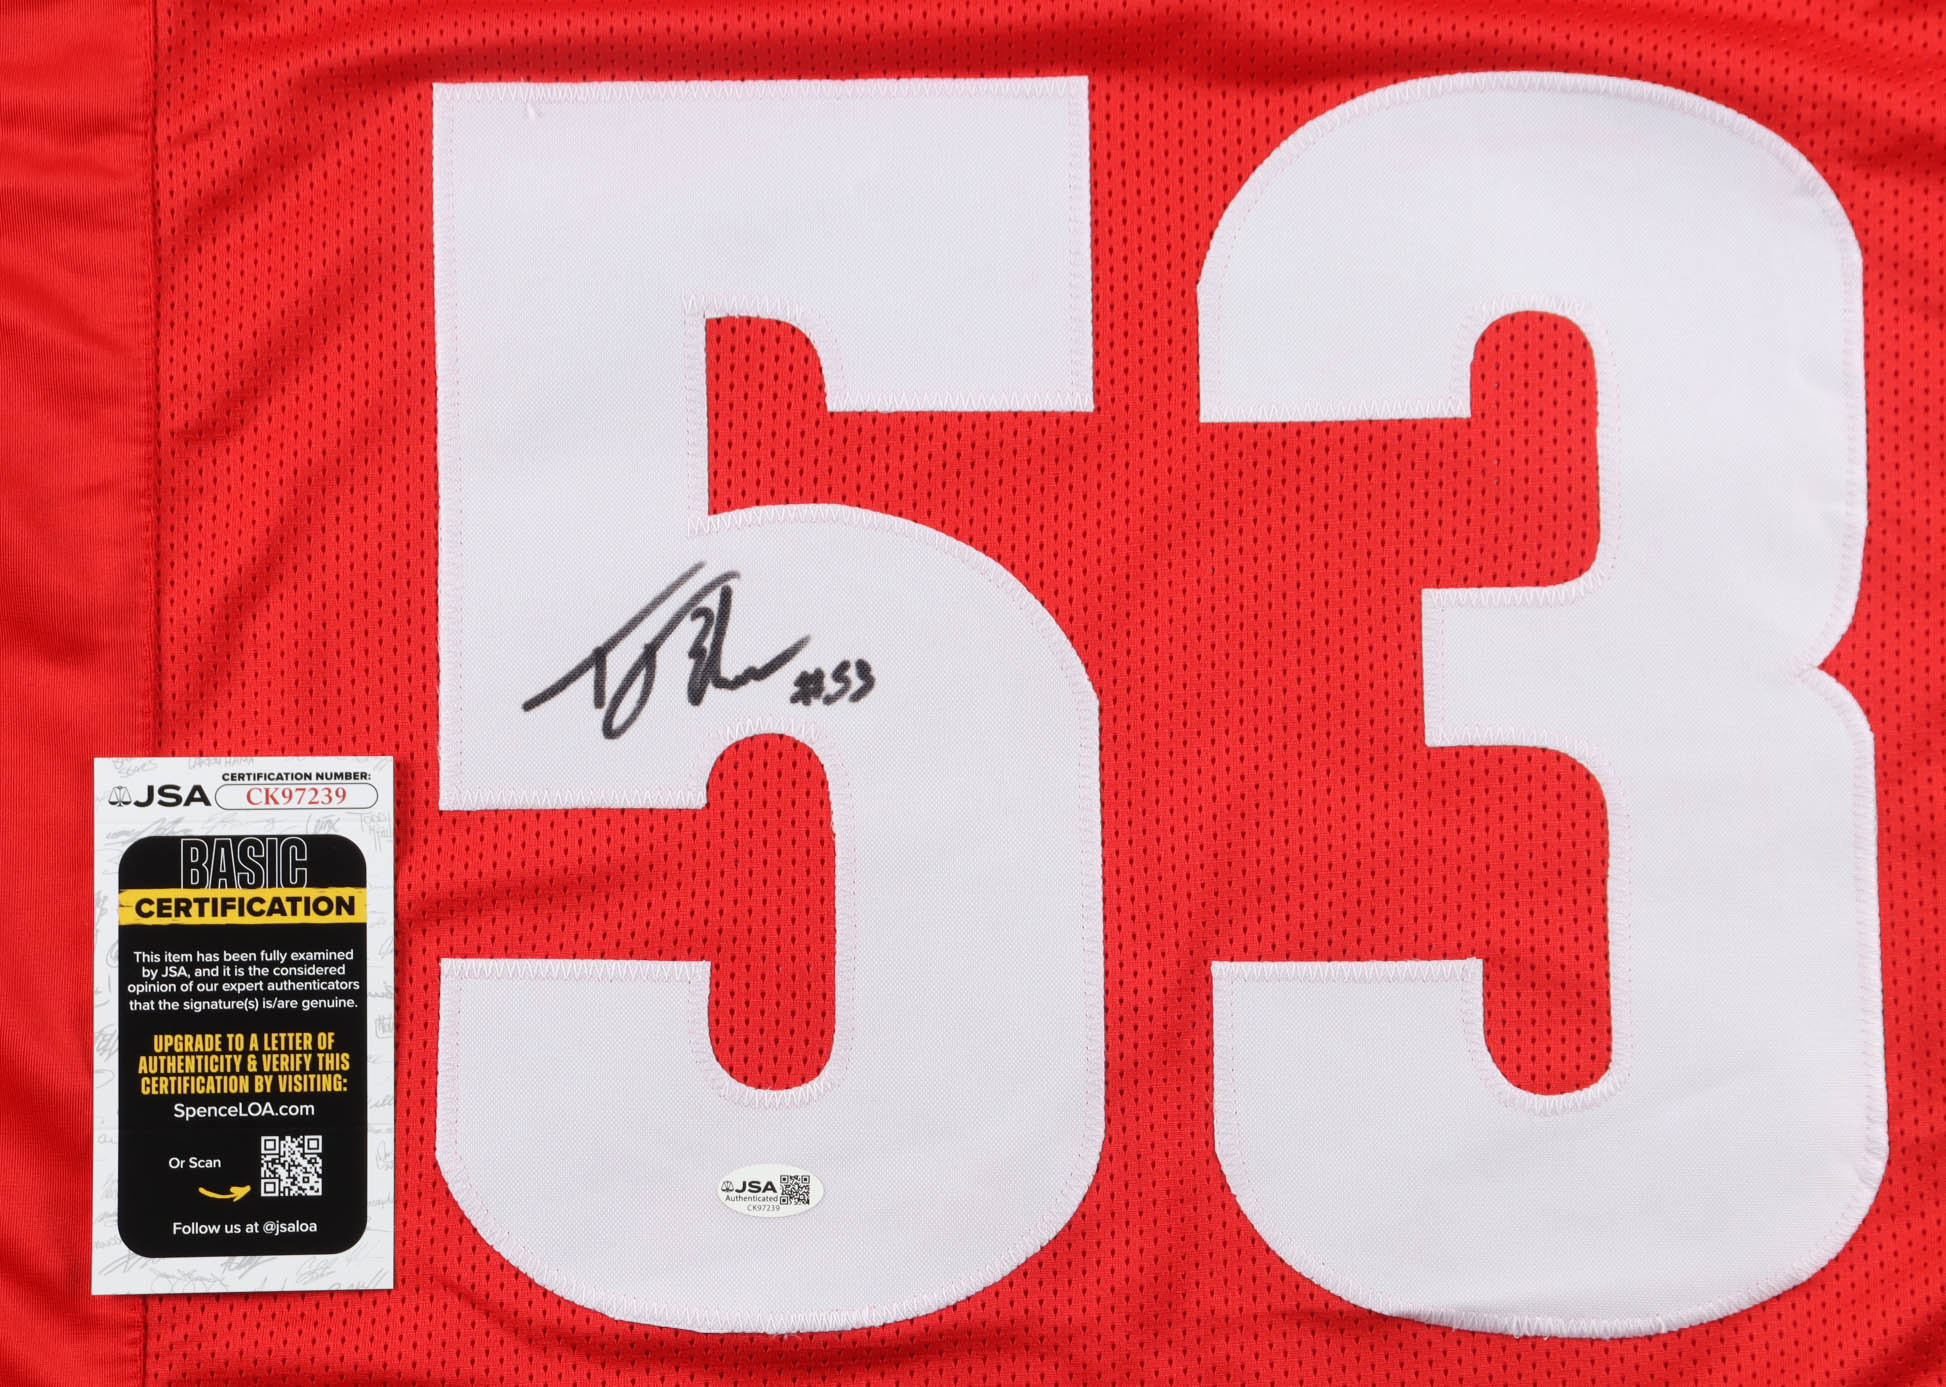 53
#53
CERTIFICATION NUMBER:
JSA CK97239
BASIC
CERTIFICATION
This item has been fully examined
by JSA, and it is the considered
opinion of our expert authenticators
that the signature(s) is/are genuine.
UPGRADE TO A LETTER OF
AUTHENTICITY & VERIFY THIS
CERTIFICATION BY VISITING:
SpenceLOA.com
Or Scan
Follow us at @jsaloa
JSA
Authenticated
CK97239